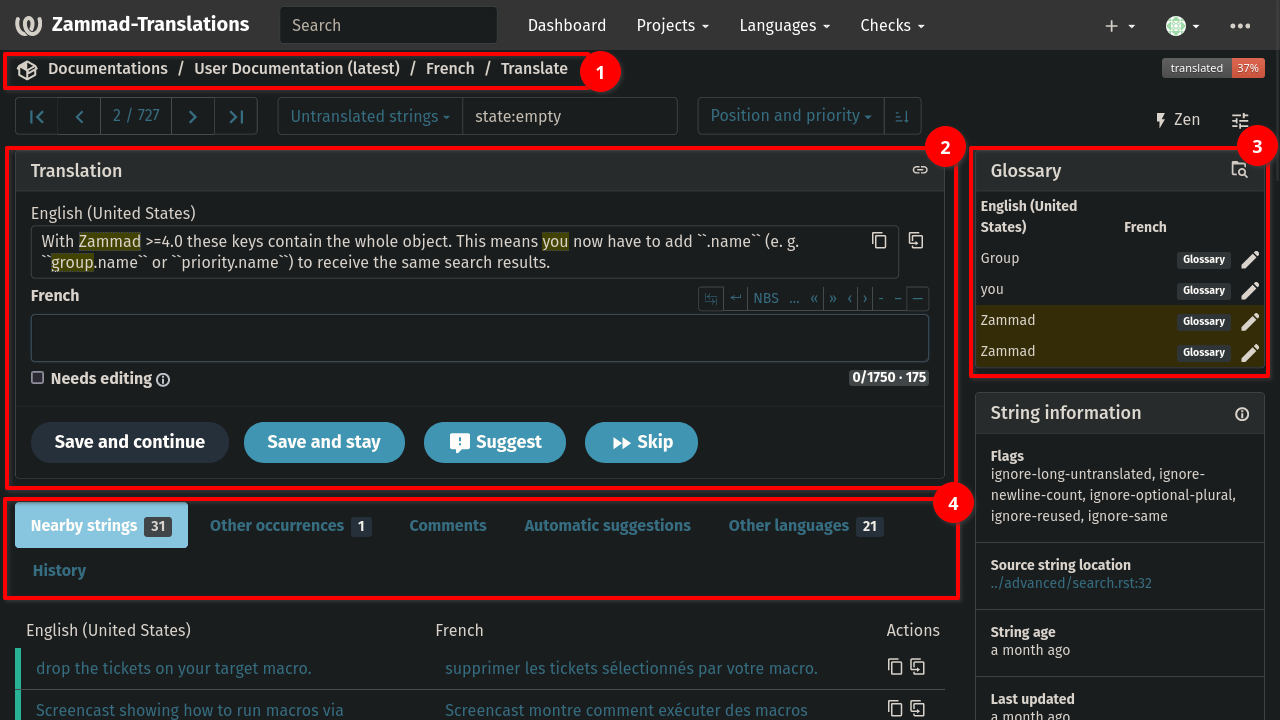 Zammad-Translations
Search
Dashboard
Projects
Languages
Checks
Documentations / User Documentation (latest) / French / Translate
1
translated 37%
2 / 727
Untranslated strings
state:empty
Position and priority
Zen
2
3
Translation
English (United States)
With Zammad >=4.0 these keys contain the whole object. This means you now have to add ``.name`` (e. g.
``group.name`` or ``priority.name``) to receive the same search results.
French
↹ ↵ NBS … « » ‹ › - – —
Needs editing
0/1750 · 175
Save and continue
Save and stay
Suggest
Skip
Glossary
English (United
States)
French
Group Glossary
you Glossary
Zammad Glossary
Zammad Glossary
4
Nearby strings 31
Other occurrences 1
Comments
Automatic suggestions
Other languages 21
History
English (United States)
French
Actions
drop the tickets on your target macro.
supprimer les tickets sélectionnés par votre macro.
Screencast showing how to run macros via
Screencast montre comment exécuter des macros
String information
Flags
ignore-long-untranslated, ignore-
newline-count, ignore-optional-plural,
ignore-reused, ignore-same
Source string location
../advanced/search.rst:32
String age
a month ago
Last updated
a month ago